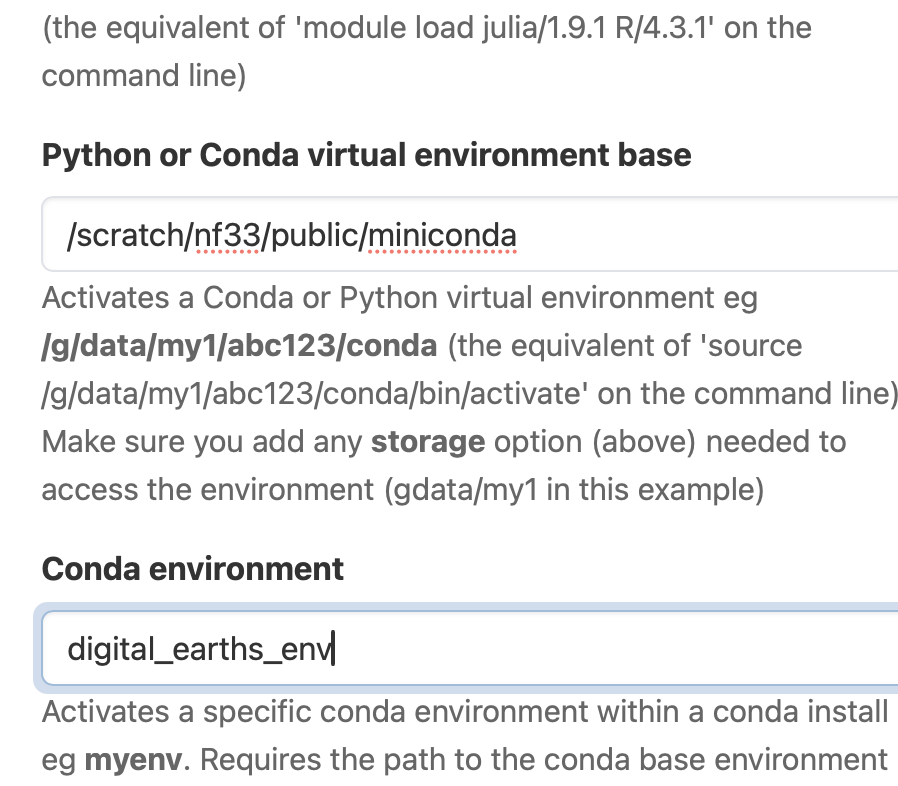 (the equivalent of 'module load julia/1.9.1 R/4.3.1' on the
command line)
Python or Conda virtual environment base
/scratch/nf33/public/miniconda
Activates a Conda or Python virtual environment eg
/g/data/my1/abc123/conda (the equivalent of 'source
/g/data/my1/abc123/conda/bin/activate' on the command line)
Make sure you add any storage option (above) needed to
access the environment (gdata/my1 in this example)
Conda environment
digital_earths_env
Activates a specific conda environment within a conda install
eg myenv. Requires the path to the conda base environment